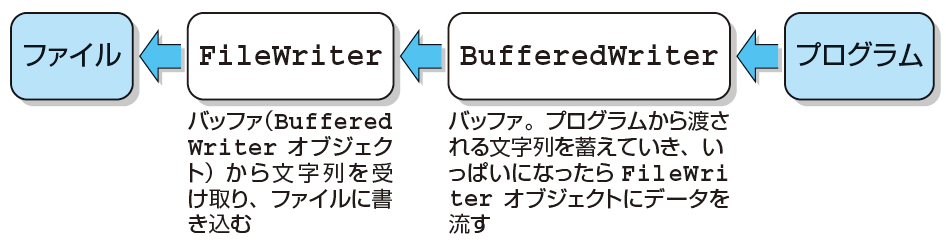 ファイル
FileWriter
BufferedWriter
プログラム
バッファ(Buffered
Writer オブジェク
ト) から文字列を受
け取り、ファイルに書
き込む
バッファ。プログラムから渡さ
れる文字列を蓄えていき、い
っぱいになったら FileWri
ter オブジェクトにデータを
流す